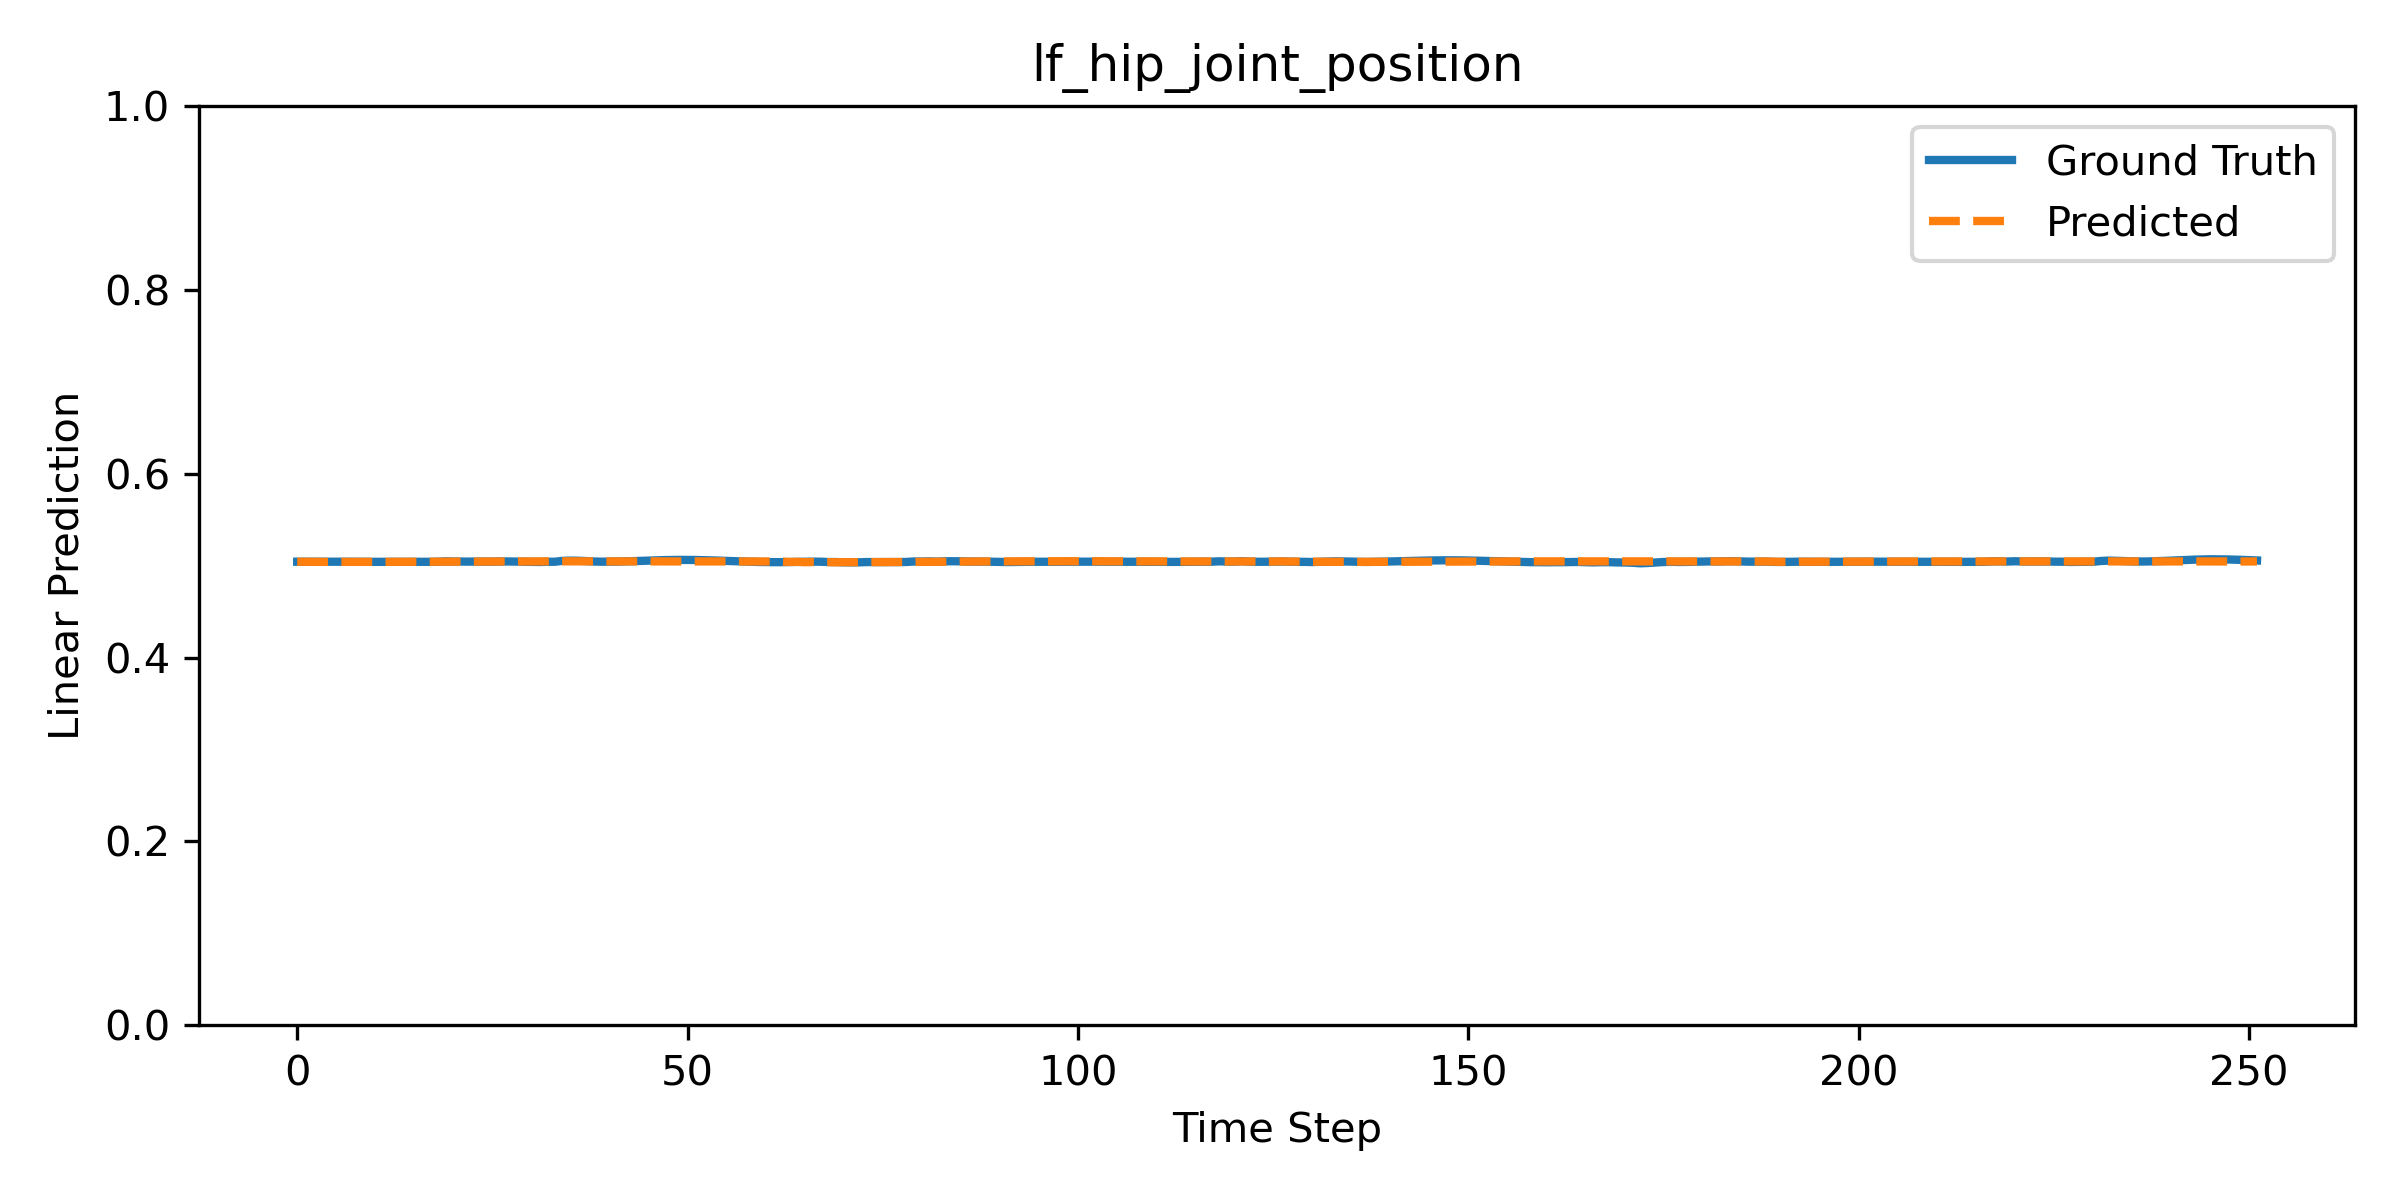 lf_hip_joint_position
1.0
0.8
0.6
0.4
0.2
0.0
Linear Prediction
Ground Truth
Predicted
0 50 100 150 200 250
Time Step